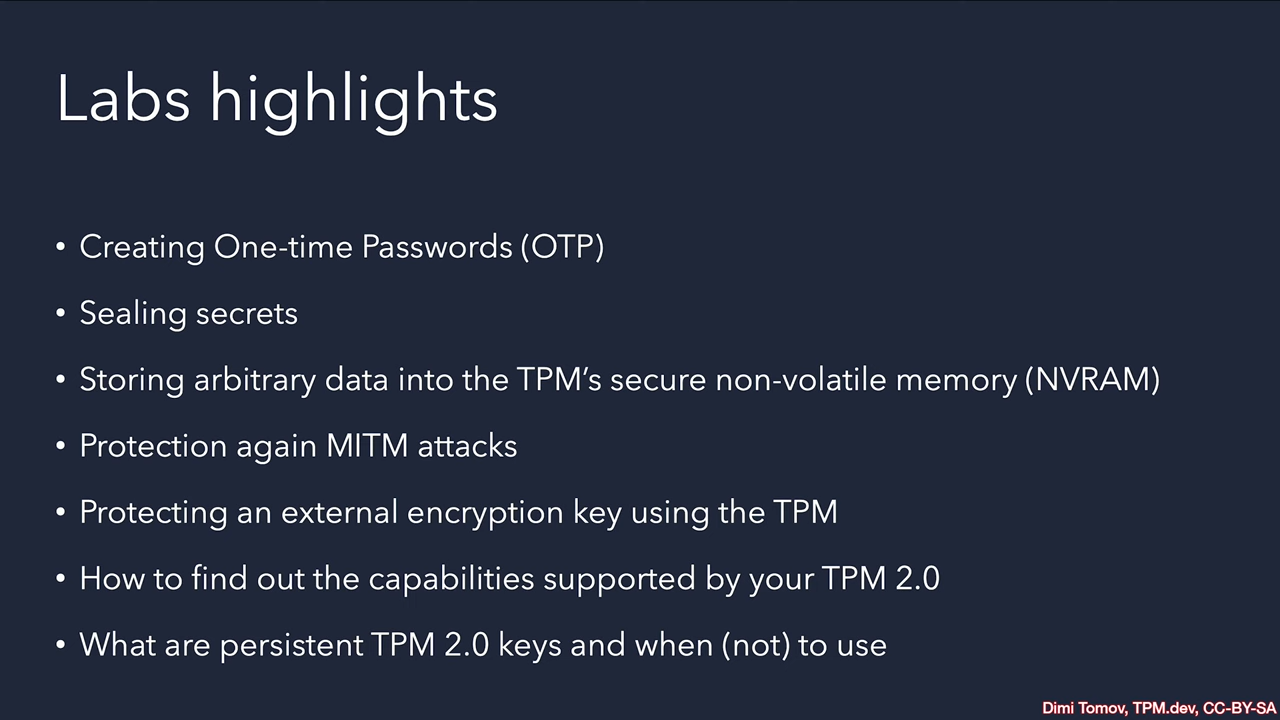 Labs highlights
• Creating One-time Passwords (OTP)
• Sealing secrets
• Storing arbitrary data into the TPM’s secure non-volatile memory (NVRAM)
• Protection again MITM attacks
• Protecting an external encryption key using the TPM
• How to find out the capabilities supported by your TPM 2.0
• What are persistent TPM 2.0 keys and when (not) to use
Dimi Tomov, TPM.dev, CC-BY-SA